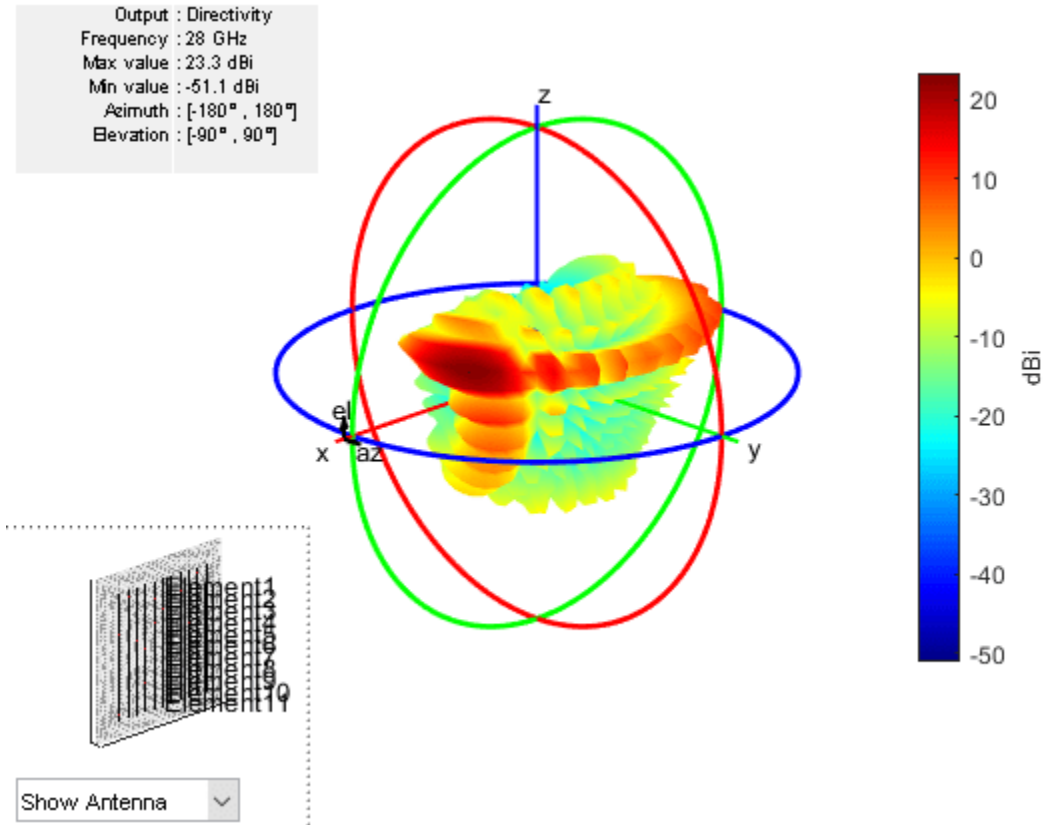 Output : Directivity
Frequency : 28 GHz
Max value : 23.3 dBi
Min value : -51.1 dBi
Azimuth : [-180° , 180°]
Elevation : [-90° , 90°]
z
el
x
az
y
20
10
0
-10
-20
-30
-40
-50
dBi
Element1
Element11
Show Antenna